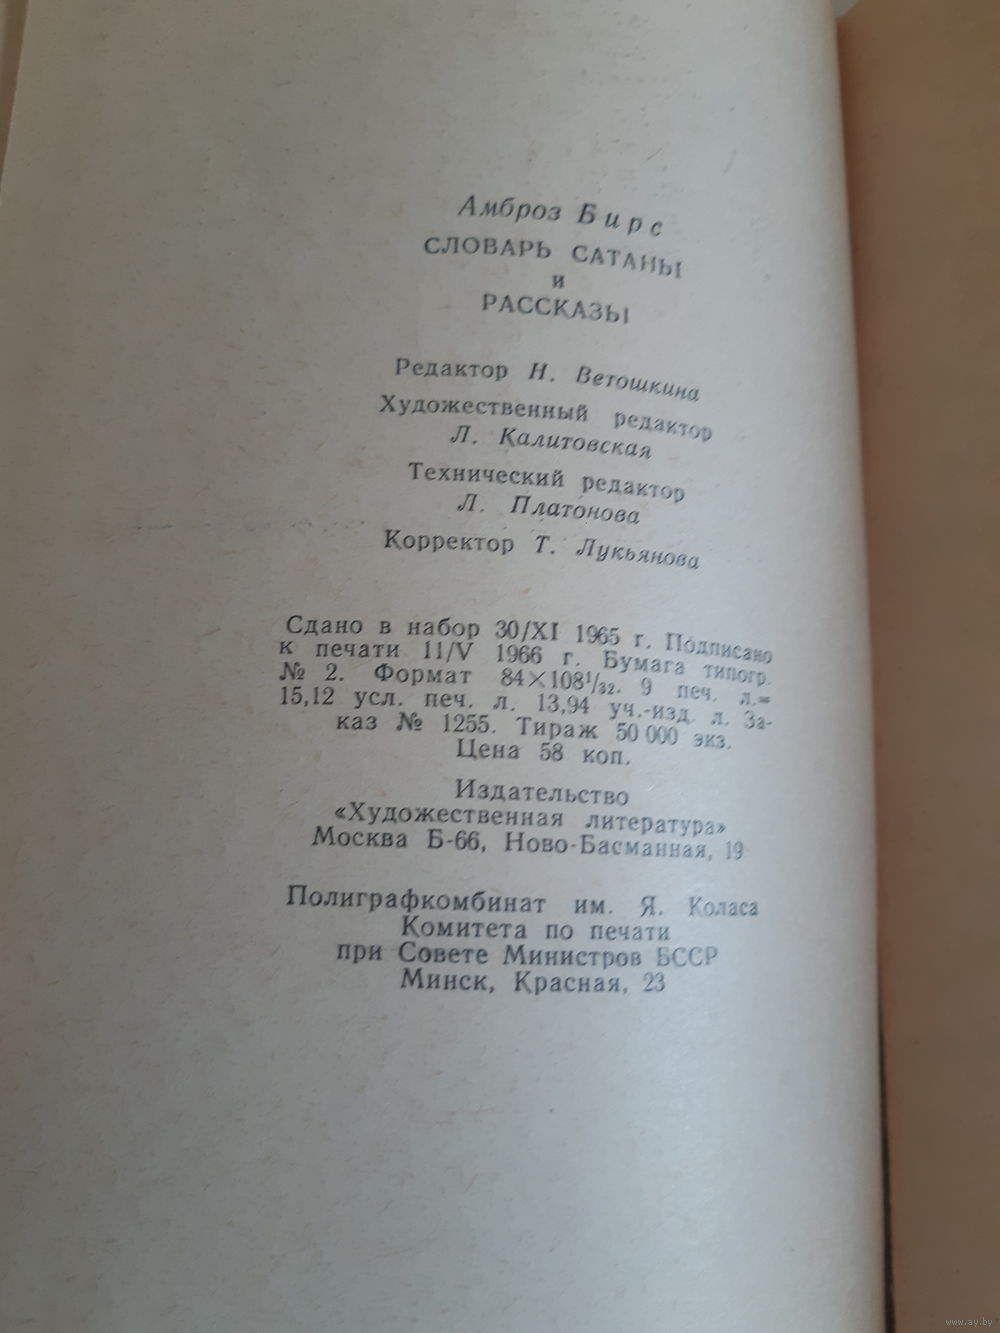 Амброз Бирс
СЛОВАРЬ САТАНЫ
и
РАССКАЗЫ
Редактор Н. Ветошкина
Художественный редактор
Л. Калитовская
Технический редактор
Л. Платонова
Корректор Т. Лукьянова
Сдано в набор 30/XI 1965 г. Подписано
к печати 11/V 1966 г. Бумага типогр.
№ 2. Формат 84×108¹/₃₂. 9 печ. л.=
15,12 усл. печ. л. 13,94 уч.-изд. л. За-
каз № 1255. Тираж 50 000 экз.
Цена 58 коп.
Издательство
«Художественная литература»
Москва Б-66, Ново-Басманная, 19
Полиграфкомбинат им. Я. Коласа
Комитета по печати
при Совете Министров БССР
Минск, Красная, 23
www.ay.by